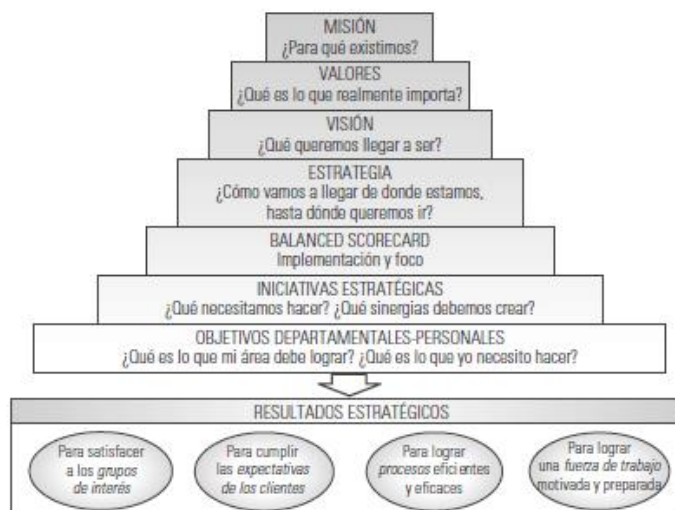 MISIÓN
¿Para qué existimos?
VALORES
¿Qué es lo que realmente importa?
VISIÓN
¿Qué queremos llegar a ser?
ESTRATEGIA
¿Cómo vamos a llegar de donde estamos,
hasta dónde queremos ir?
BALANCED SCORECARD
Implementación y foco
INICIATIVAS ESTRATÉGICAS
¿Qué necesitamos hacer? ¿Qué sinergias debemos crear?
OBJETIVOS DEPARTAMENTALES-PERSONALES
¿Qué es lo que mi área debe lograr? ¿Qué es lo que yo necesito hacer?
RESULTADOS ESTRATÉGICOS
Para satisfacer
a los grupos
de interés
Para cumplir
las expectativas
de los clientes
Para lograr
procesos eficientes
y eficaces
Para lograr
una fuerza de trabajo
motivada y preparada